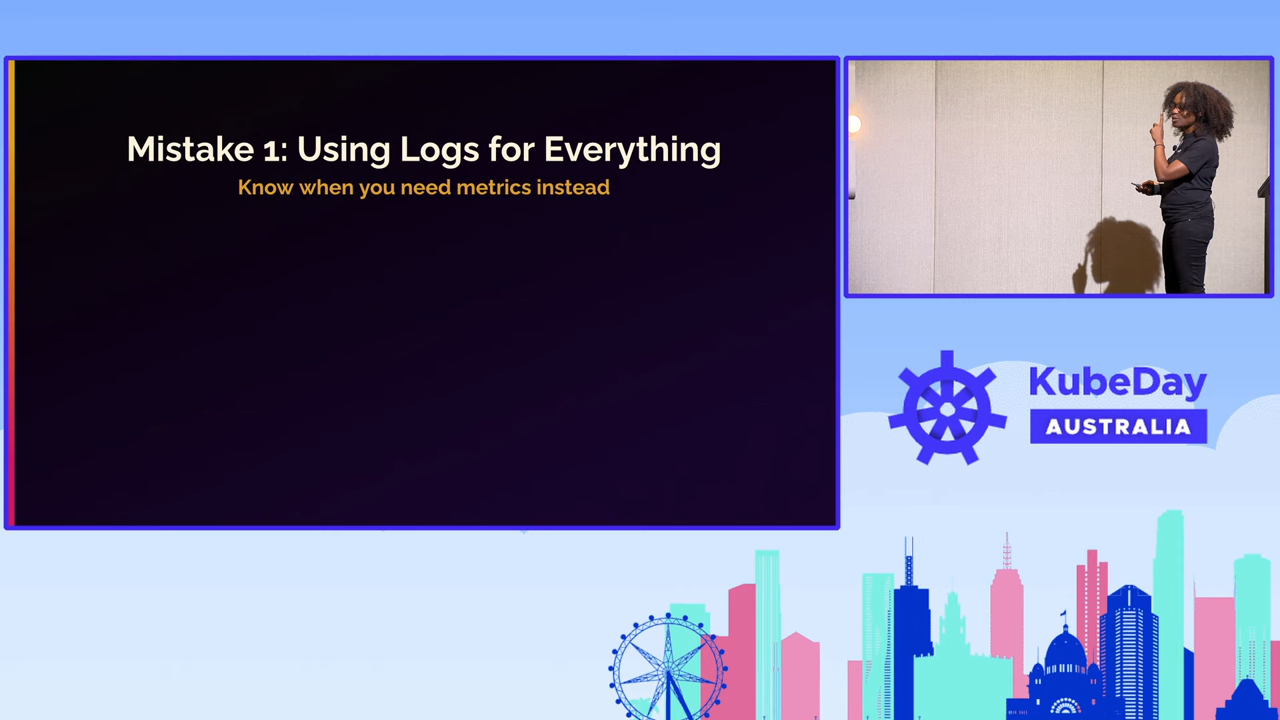 Mistake 1: Using Logs for Everything
Know when you need metrics instead
KubeDay
AUSTRALIA